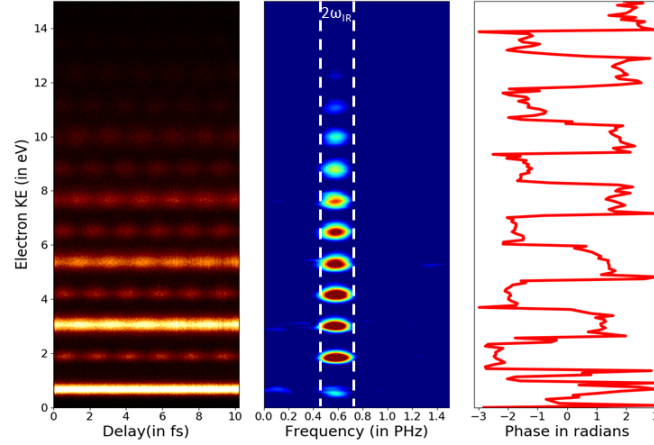 2ω_IR
14
12
10
8
6
4
2
0
Electron KE (in eV)
0 2 4 6 8 10
Delay(in fs)
0.0 0.2 0.4 0.6 0.8 1.0 1.2 1.4
Frequency (in PHz)
−3 −2 −1 0 1 2 3
Phase in radians